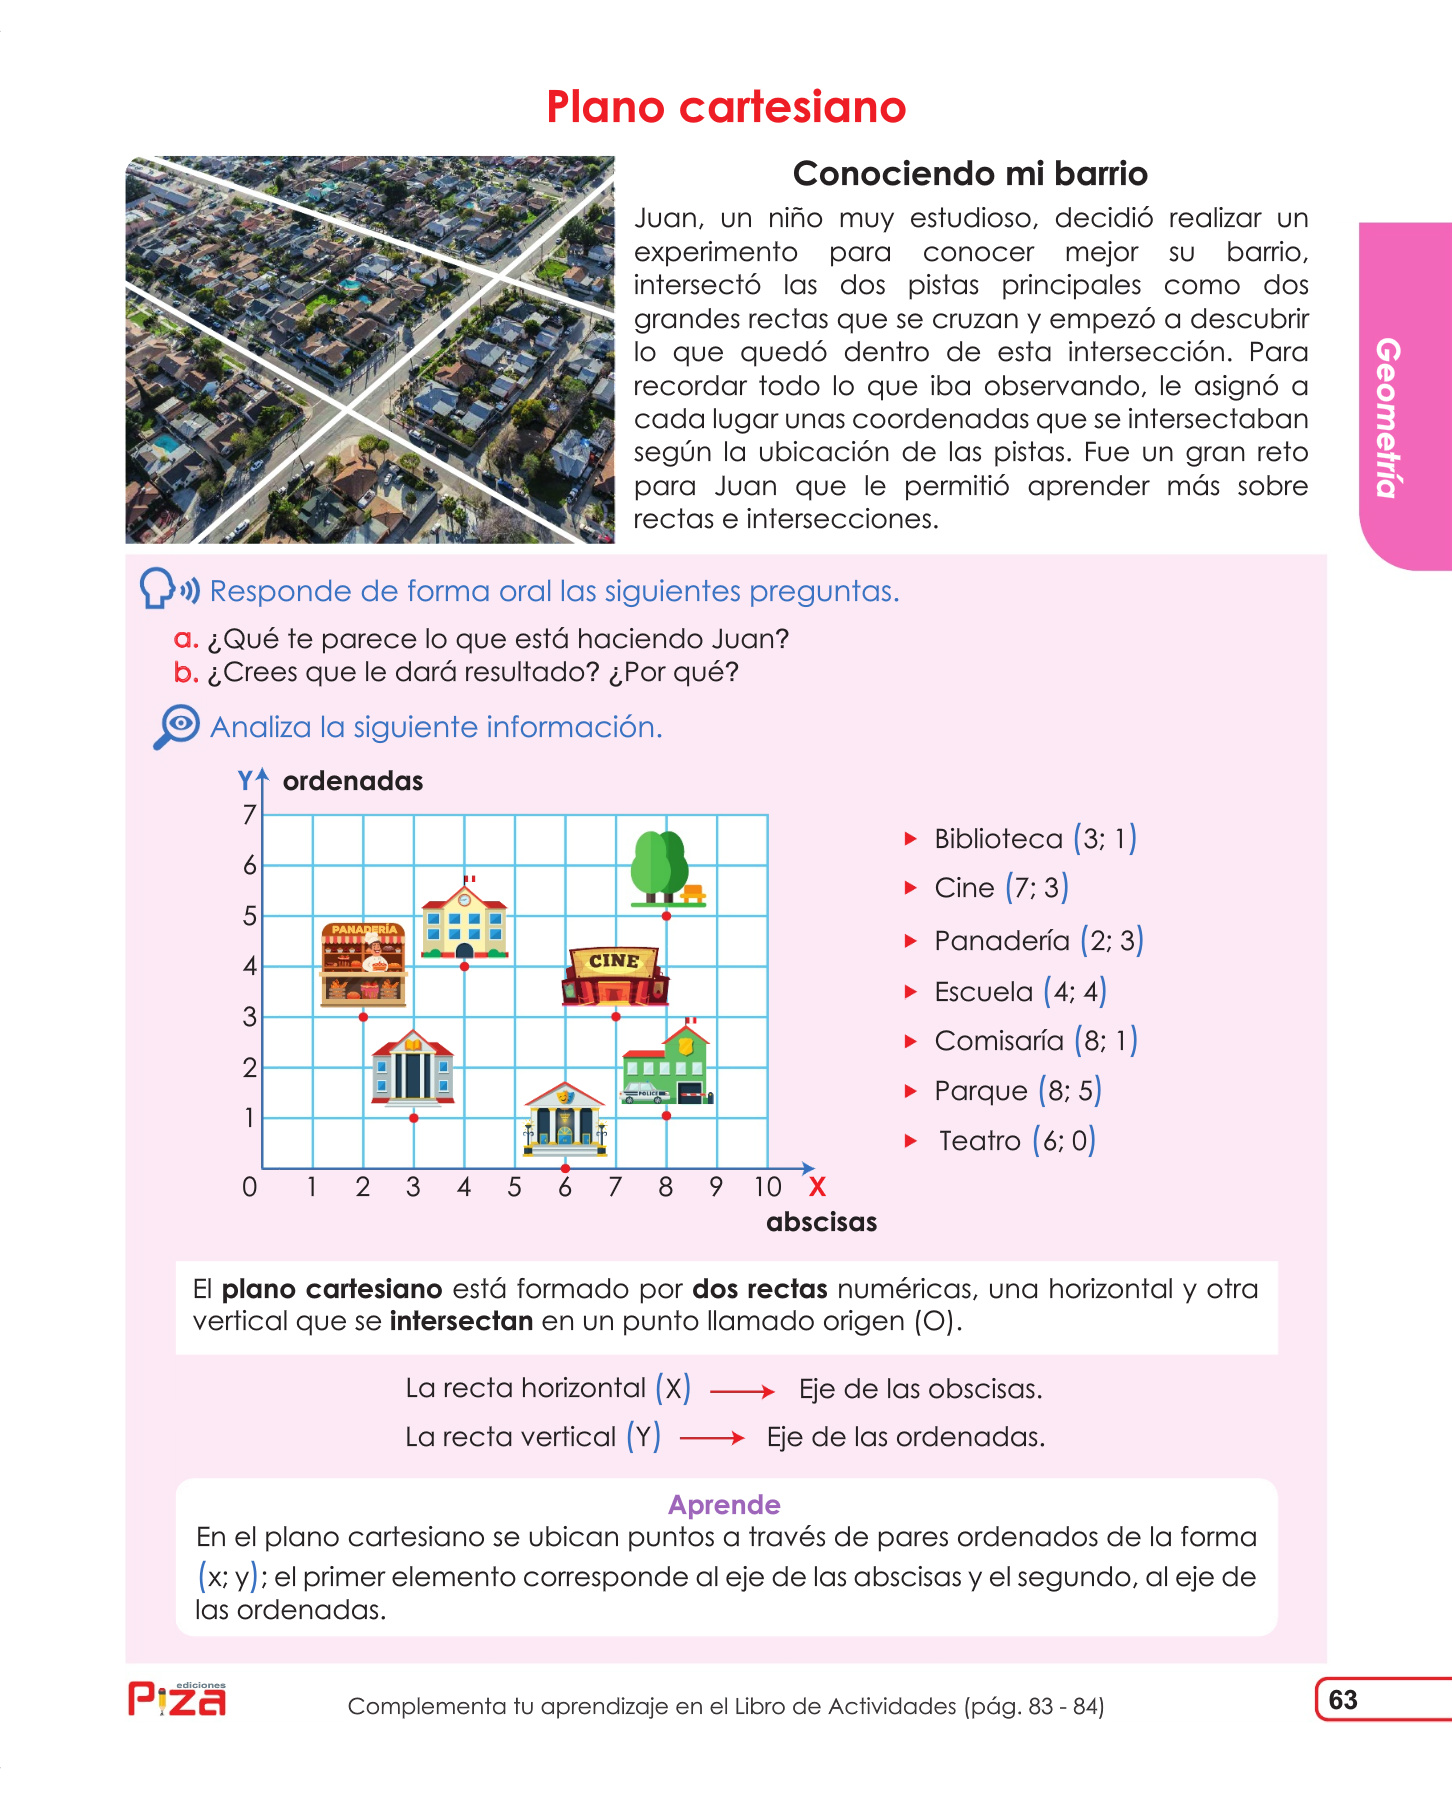 Plano cartesiano
Conociendo mi barrio
Juan, un niño muy estudioso, decidió realizar un
experimento para conocer mejor su barrio,
intersectó las dos pistas principales como dos
grandes rectas que se cruzan y empezó a descubrir
lo que quedó dentro de esta intersección. Para
recordar todo lo que iba observando, le asignó a
cada lugar unas coordenadas que se intersectaban
según la ubicación de las pistas. Fue un gran reto
para Juan que le permitió aprender más sobre
rectas e intersecciones.
Geometría
Responde de forma oral las siguientes preguntas.
a. ¿Qué te parece lo que está haciendo Juan?
b. ¿Crees que le dará resultado? ¿Por qué?
Analiza la siguiente información.
Y ordenadas
7
6
5
4
3
2
1
0 1 2 3 4 5 6 7 8 9 10 X
abscisas
PANADERÍA
CINE
POLICE
Biblioteca (3; 1)
Cine (7; 3)
Panadería (2; 3)
Escuela (4; 4)
Comisaría (8; 1)
Parque (8; 5)
Teatro (6; 0)
El plano cartesiano está formado por dos rectas numéricas, una horizontal y otra
vertical que se intersectan en un punto llamado origen (O).
La recta horizontal (X) → Eje de las obscisas.
La recta vertical (Y) → Eje de las ordenadas.
Aprende
En el plano cartesiano se ubican puntos a través de pares ordenados de la forma
(x; y); el primer elemento corresponde al eje de las abscisas y el segundo, al eje de
las ordenadas.
ediciones
Piza
Complementa tu aprendizaje en el Libro de Actividades (pág. 83 - 84)
63